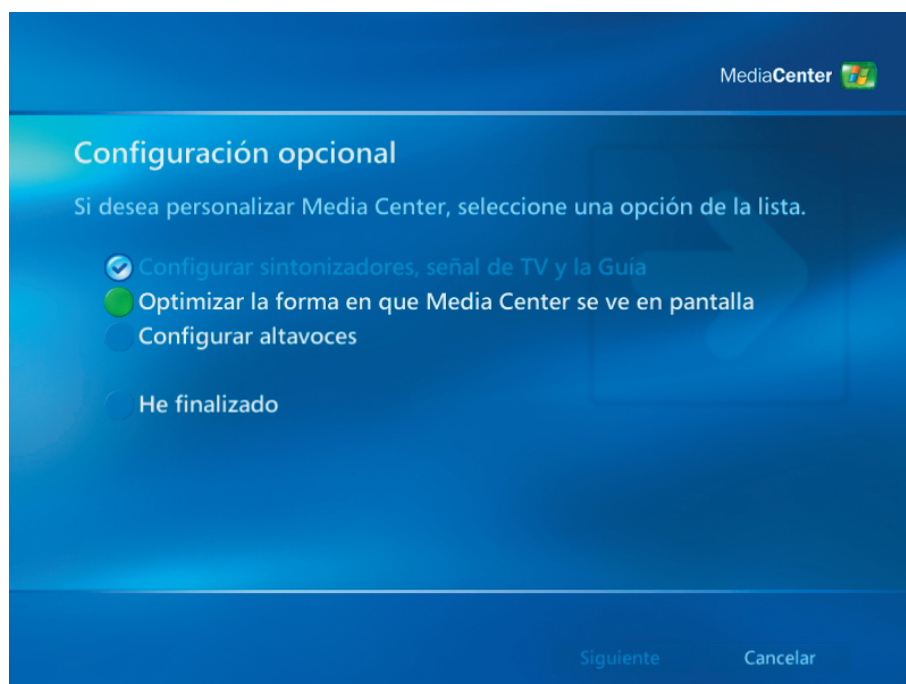 MediaCenter
Configuración opcional
Si desea personalizar Media Center, seleccione una opción de la lista.
Configurar sintonizadores, señal de TV y la Guía
Optimizar la forma en que Media Center se ve en pantalla
Configurar altavoces
He finalizado
Siguiente Cancelar